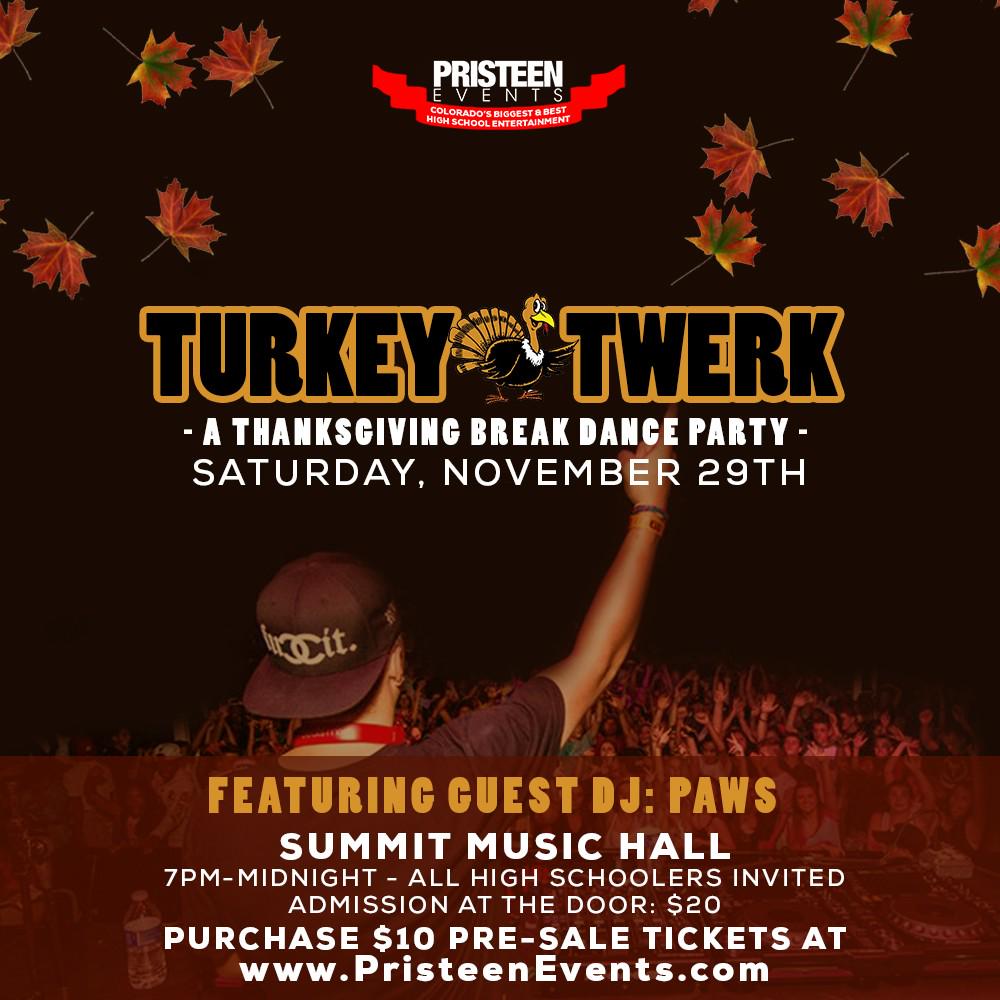 PRISTEEN
EVENTS
COLORADO'S BIGGEST & BEST
HIGH SCHOOL ENTERTAINMENT
TURKEY TWERK
- A THANKSGIVING BREAK DANCE PARTY -
SATURDAY, NOVEMBER 29TH
FEATURING GUEST DJ: PAWS
SUMMIT MUSIC HALL
7PM-MIDNIGHT - ALL HIGH SCHOOLERS INVITED
ADMISSION AT THE DOOR: $20
PURCHASE $10 PRE-SALE TICKETS AT
www.PristeenEvents.com